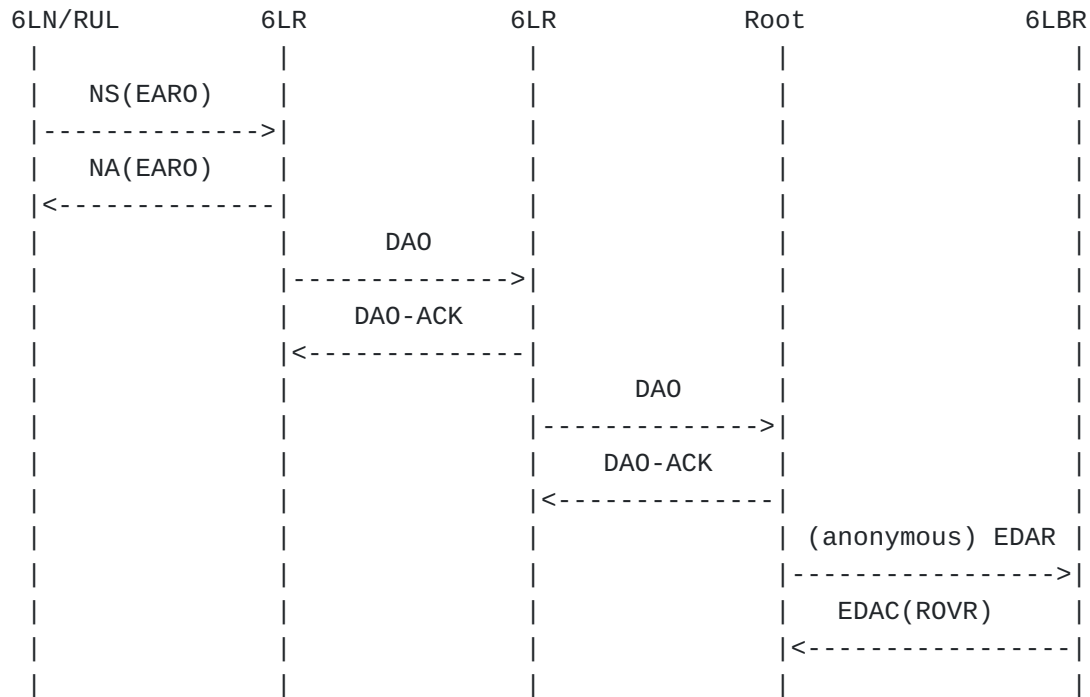 6LN/RUL 6LR 6LR Root 6LBR
NS(EARO)
NA(EARO)
DAO
DAO-ACK
DAO
DAO-ACK
(anonymous) EDAR
EDAC(ROVR)